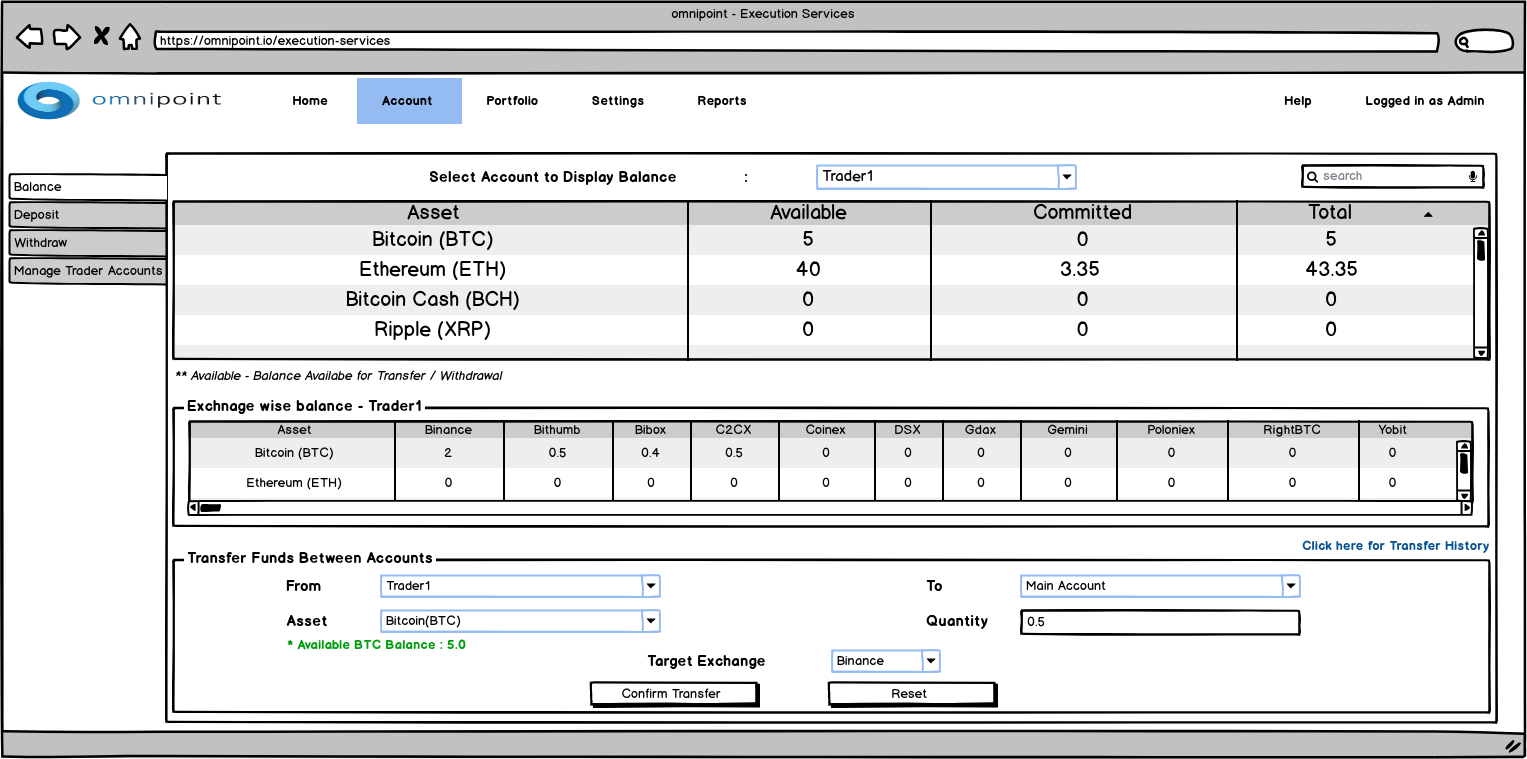 omnipoint - Execution Services
https://omnipoint.io/execution-services
omnipoint Home Account Portfolio Settings Reports Help Logged in as Admin
Balance
Deposit
Withdraw
Manage Trader Accounts
Select Account to Display Balance : Trader1 search
Asset Available Committed Total
Bitcoin (BTC) 5 0 5
Ethereum (ETH) 40 3.35 43.35
Bitcoin Cash (BCH) 0 0 0
Ripple (XRP) 0 0 0
** Available - Balance Availabe for Transfer / Withdrawal
Exchnage wise balance - Trader1
Asset Binance Bithumb Bibox C2CX Coinex DSX Gdax Gemini Poloniex RightBTC Yobit
Bitcoin (BTC) 2 0.5 0.4 0.5 0 0 0 0 0 0 0
Ethereum (ETH) 0 0 0 0 0 0 0 0 0 0 0
Click here for Transfer History
Transfer Funds Between Accounts
From Trader1 To Main Account
Asset Bitcoin(BTC) Quantity 0.5
* Available BTC Balance : 5.0
Target Exchange Binance
Confirm Transfer Reset